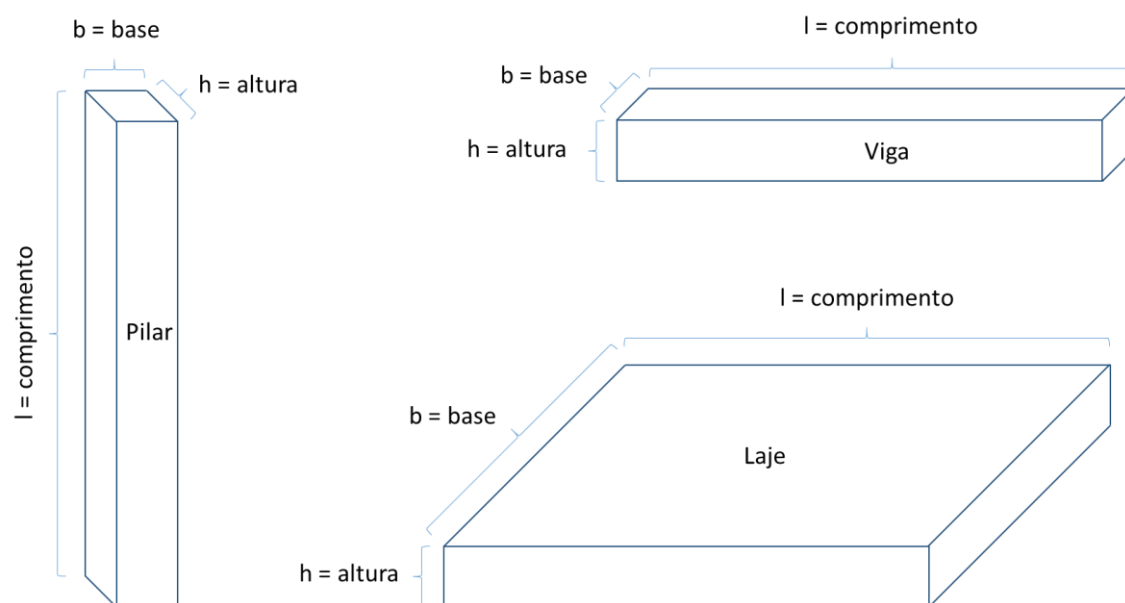 b = base
h = altura
l = comprimento
Pilar
l = comprimento
b = base
h = altura
Viga
l = comprimento
b = base
Laje
h = altura